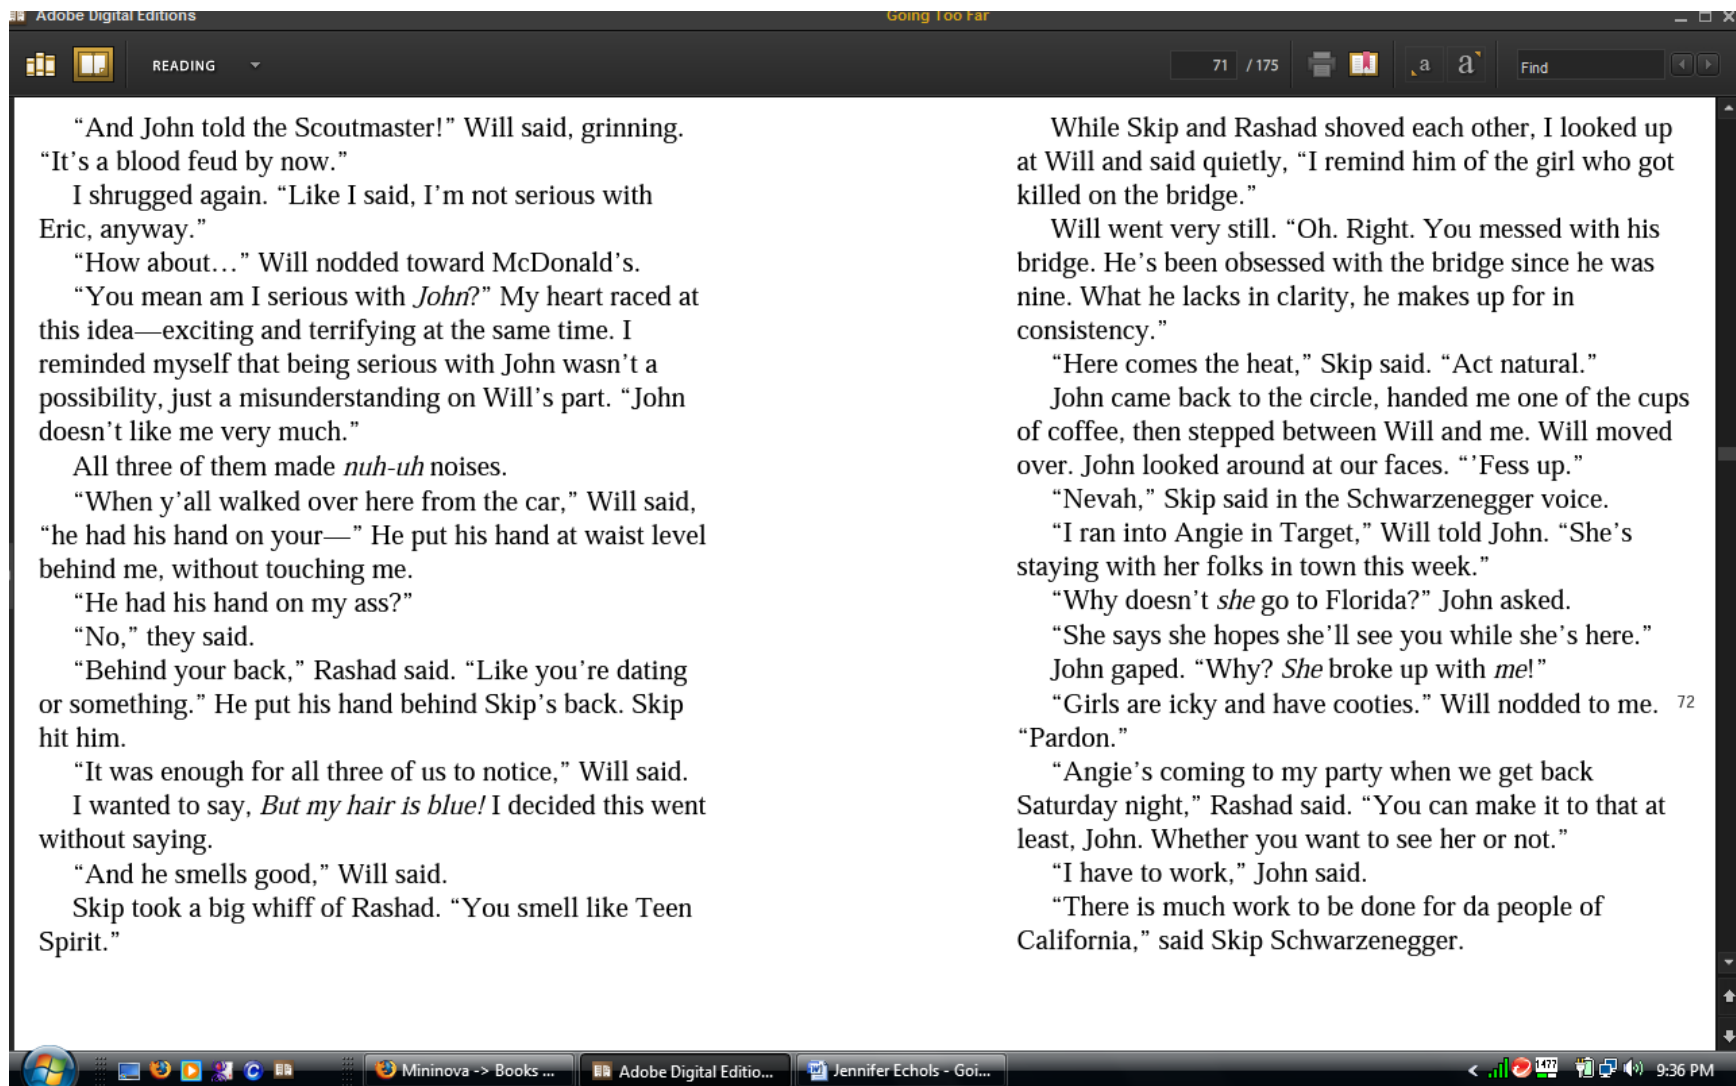 Adobe Digital Editions
Going Too Far
READING
71 / 175
a
a
Find
“And John told the Scoutmaster!” Will said, grinning.
“It’s a blood feud by now.”
I shrugged again. “Like I said, I’m not serious with
Eric, anyway.”
“How about…” Will nodded toward McDonald’s.
“You mean am I serious with John?” My heart raced at
this idea—exciting and terrifying at the same time. I
reminded myself that being serious with John wasn’t a
possibility, just a misunderstanding on Will’s part. “John
doesn’t like me very much.”
All three of them made nuh-uh noises.
“When y’all walked over here from the car,” Will said,
“he had his hand on your—” He put his hand at waist level
behind me, without touching me.
“He had his hand on my ass?”
“No,” they said.
“Behind your back,” Rashad said. “Like you’re dating
or something.” He put his hand behind Skip’s back. Skip
hit him.
“It was enough for all three of us to notice,” Will said.
I wanted to say, But my hair is blue! I decided this went
without saying.
“And he smells good,” Will said.
Skip took a big whiff of Rashad. “You smell like Teen
Spirit.”
While Skip and Rashad shoved each other, I looked up
at Will and said quietly, “I remind him of the girl who got
killed on the bridge.”
Will went very still. “Oh. Right. You messed with his
bridge. He’s been obsessed with the bridge since he was
nine. What he lacks in clarity, he makes up for in
consistency.”
“Here comes the heat,” Skip said. “Act natural.”
John came back to the circle, handed me one of the cups
of coffee, then stepped between Will and me. Will moved
over. John looked around at our faces. “’Fess up.”
“Nevah,” Skip said in the Schwarzenegger voice.
“I ran into Angie in Target,” Will told John. “She’s
staying with her folks in town this week.”
“Why doesn’t she go to Florida?” John asked.
“She says she hopes she’ll see you while she’s here.”
John gaped. “Why? She broke up with me!”
“Girls are icky and have cooties.” Will nodded to me. 72
“Pardon.”
“Angie’s coming to my party when we get back
Saturday night,” Rashad said. “You can make it to that at
least, John. Whether you want to see her or not.”
“I have to work,” John said.
“There is much work to be done for da people of
California,” said Skip Schwarzenegger.
Mininova -> Books ...
Adobe Digital Editio...
Jennifer Echols - Goi...
1477
9:36 PM